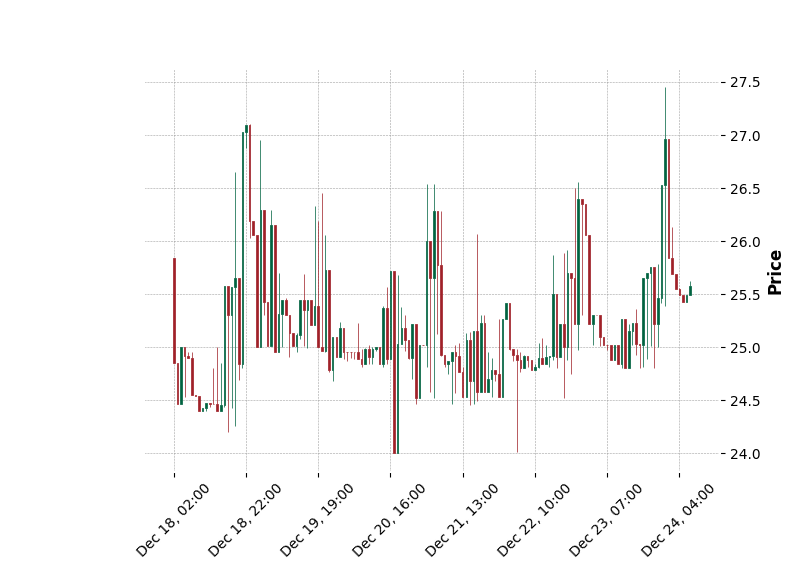 27.5
27.0
26.5
26.0
25.5
25.0
24.5
24.0
Price
Dec 18, 02:00
Dec 18, 22:00
Dec 19, 19:00
Dec 20, 16:00
Dec 21, 13:00
Dec 22, 10:00
Dec 23, 07:00
Dec 24, 04:00